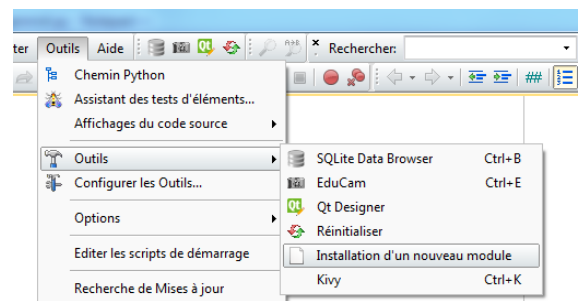 ter Outils Aide Rechercher:
Chemin Python
Assistant des tests d'éléments...
Affichages du code source
Outils
Configurer les Outils...
Options
Editer les scripts de démarrage
Recherche de Mises à jour
SQLite Data Browser Ctrl+B
EduCam Ctrl+E
Qt Designer
Réinitialiser
Installation d'un nouveau module
Kivy Ctrl+K